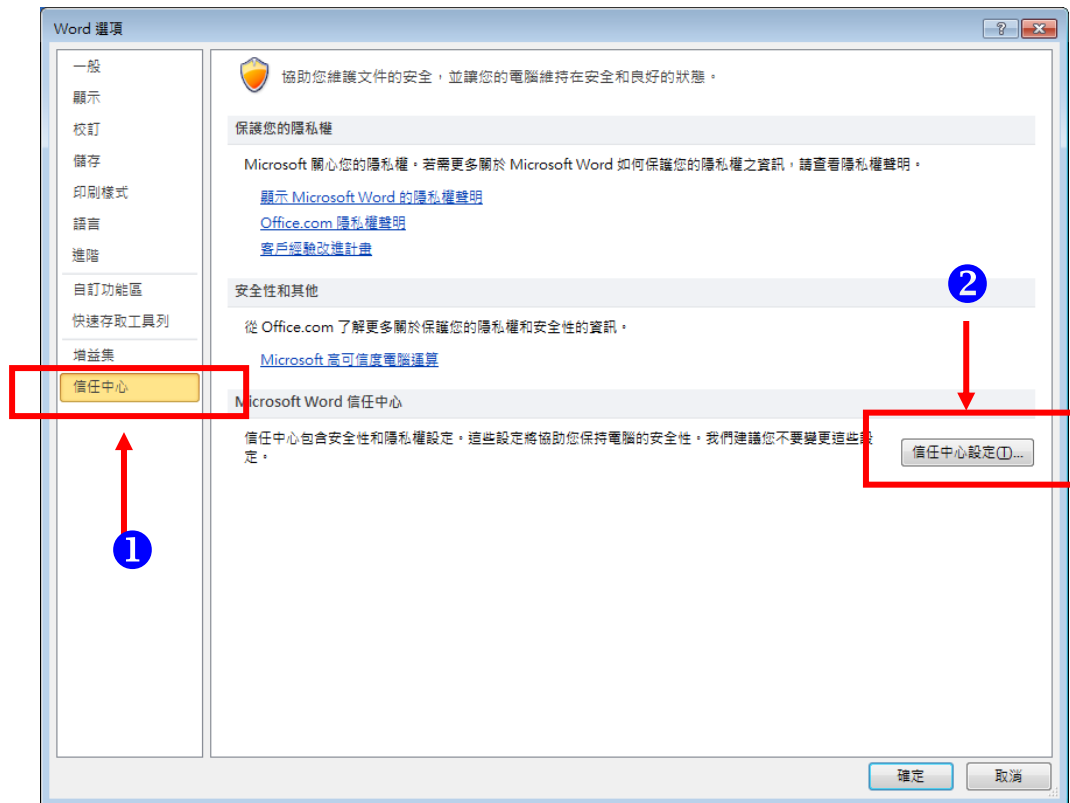 Word 選項
一般
顯示
校訂
儲存
印刷樣式
語言
進階
自訂功能區
快速存取工具列
增益集
信任中心
協助您維護文件的安全，並讓您的電腦維持在安全和良好的狀態。
保護您的隱私權
Microsoft 關心您的隱私權。若需更多關於 Microsoft Word 如何保護您的隱私權之資訊，請查看隱私權聲明。
顯示 Microsoft Word 的隱私權聲明
Office.com 隱私權聲明
客戶經驗改進計畫
安全性和其他
從 Office.com 了解更多關於保護您的隱私權和安全性的資訊。
Microsoft 高可信度電腦運算
Microsoft Word 信任中心
信任中心包含安全性和隱私權設定。這些設定將協助您保持電腦的安全性。我們建議您不要變更這些設
定。
信任中心設定(T)...
1
2
確定
取消